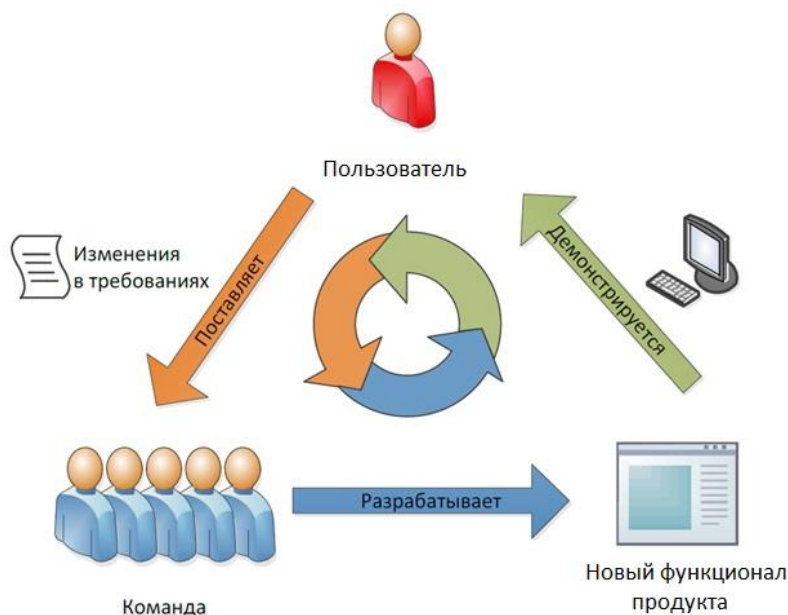 Пользователь
Изменения
в требованиях
Поставляет
Демонстрируется
Разрабатывает
Команда
Новый функционал
продукта